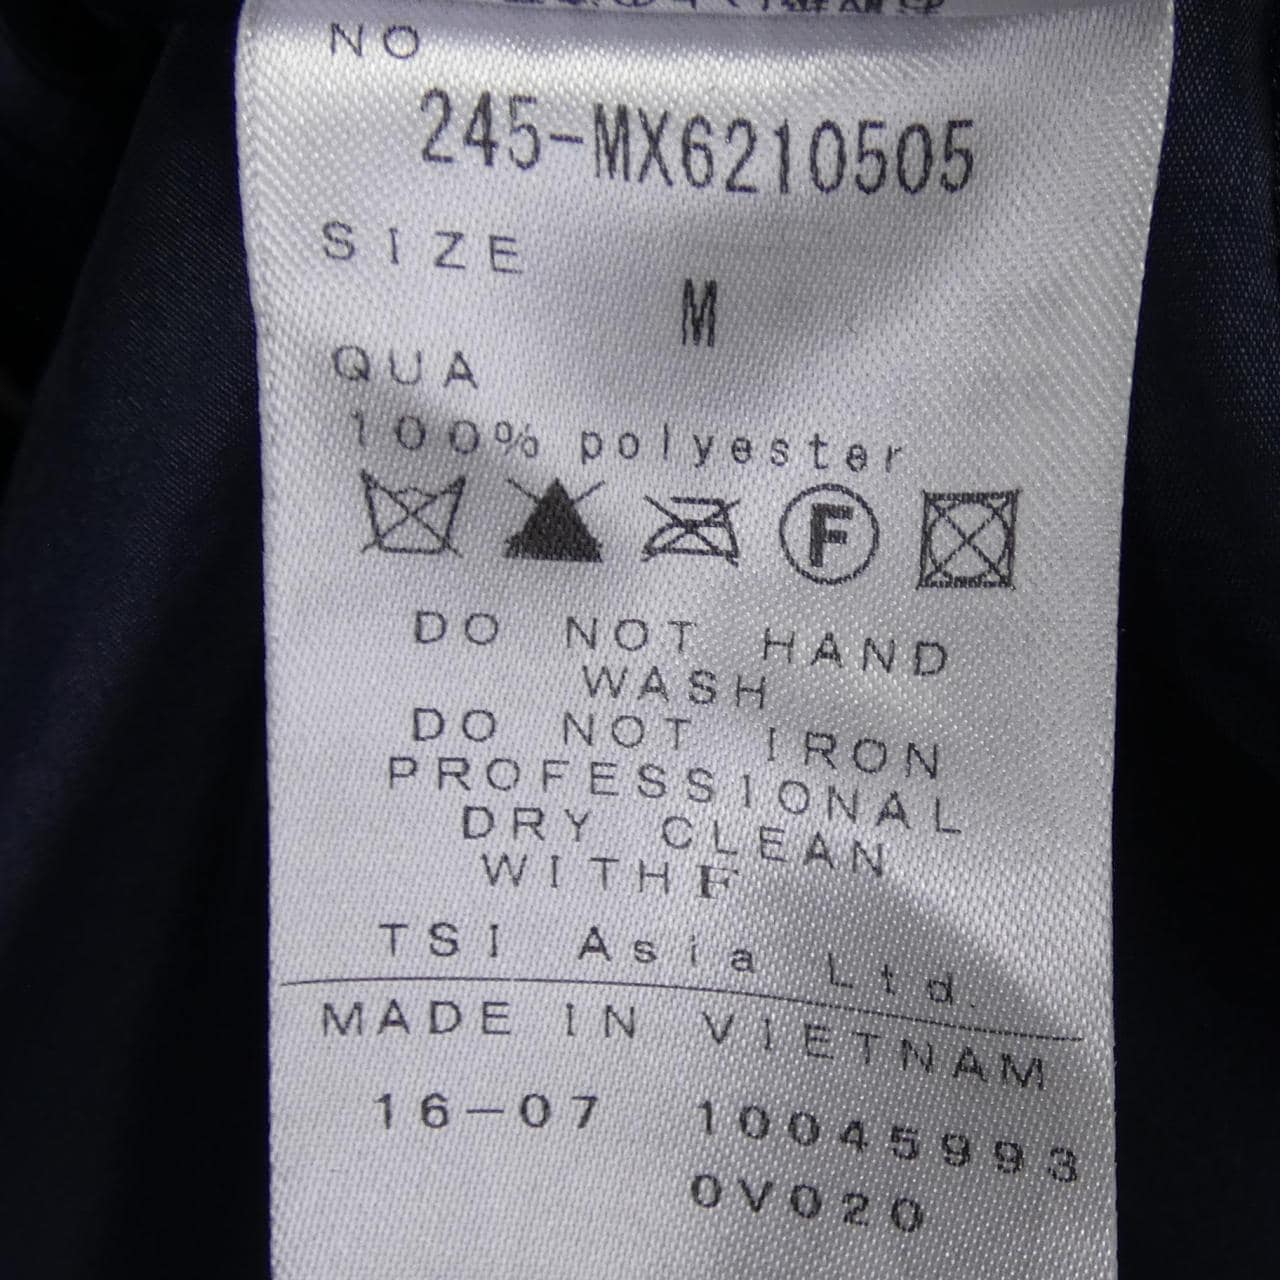 NO
245-MX6210505
SIZE
M
QUA
100% polyester
F
DO NOT HAND
WASH
DO NOT IRON
PROFESSIONAL
DRY CLEAN
WITH F
TSI Asia Ltd.
MADE IN VIETNAM
16-07 10045993
0V020